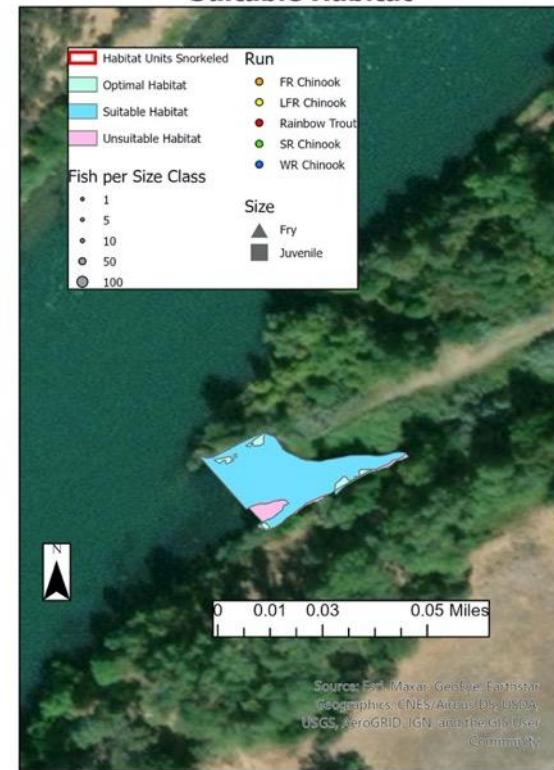 Suitable Habitat
Habitat Units Snorkeled
Optimal Habitat
Suitable Habitat
Unsuitable Habitat
Fish per Size Class
1
5
10
50
100
Run
FR Chinook
LFR Chinook
Rainbow Trout
SR Chinook
WR Chinook
Size
Fry
Juvenile
N
0 0.01 0.03 0.05 Miles
Source: Esri, Maxar, GeoEye, Earthstar
Geographics, CNES/Airbus DS, USDA,
USGS, AeroGRID, IGN, and the GIS User
Community